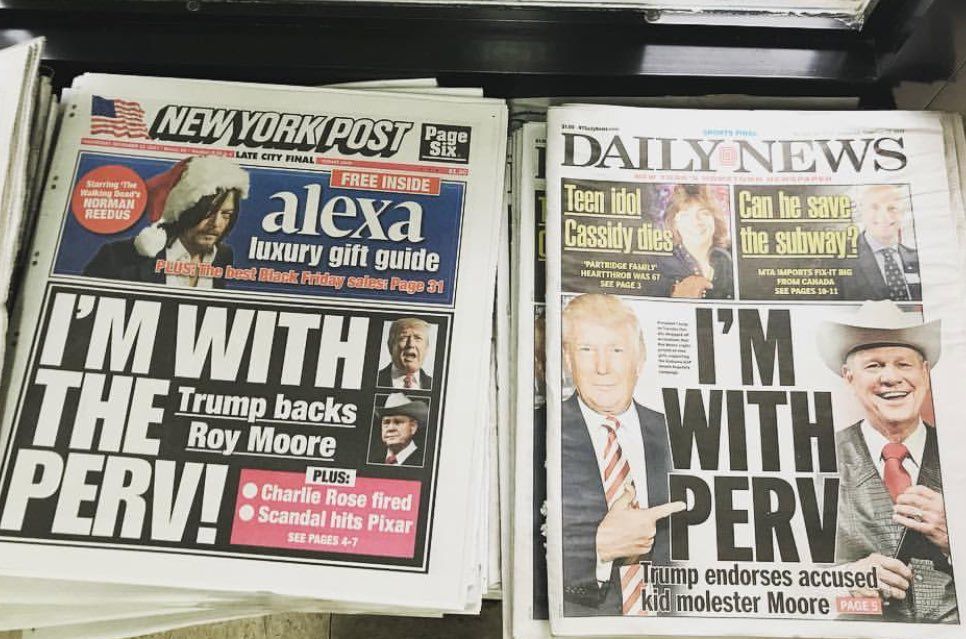 NEW YORK POST
Page
Six
LATE CITY FINAL
$1.50
Starring 'The
Walking Dead's'
NORMAN
REEDUS
FREE INSIDE
alexa
luxury gift guide
PLUS: The best Black Friday sales: Page 31
I'M WITH
THE
PERV!
Trump backs
Roy Moore
PLUS:
Charlie Rose fired
Scandal hits Pixar
SEE PAGES 4-7
SPORTS FINAL
DAILY NEWS
NEW YORK'S HOMETOWN NEWSPAPER
Teen idol
Cassidy dies
'PARTRIDGE FAMILY'
HEARTTHROB WAS 67
SEE PAGE 3
Can he save
the subway?
MTA IMPORTS FIX-IT BIG
FROM CANADA
SEE PAGES 10-11
I'M
WITH
PERV
Trump endorses accused
kid molester Moore
PAGE 5